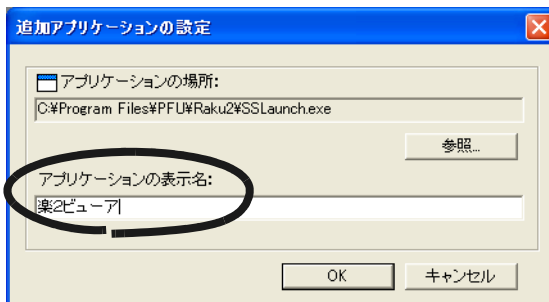 追加アプリケーションの設定
アプリケーションの場所:
C:¥Program Files¥PFU¥Raku2¥SSLaunch.exe
参照...
アプリケーションの表示名:
楽2ビューア
OK キャンセル